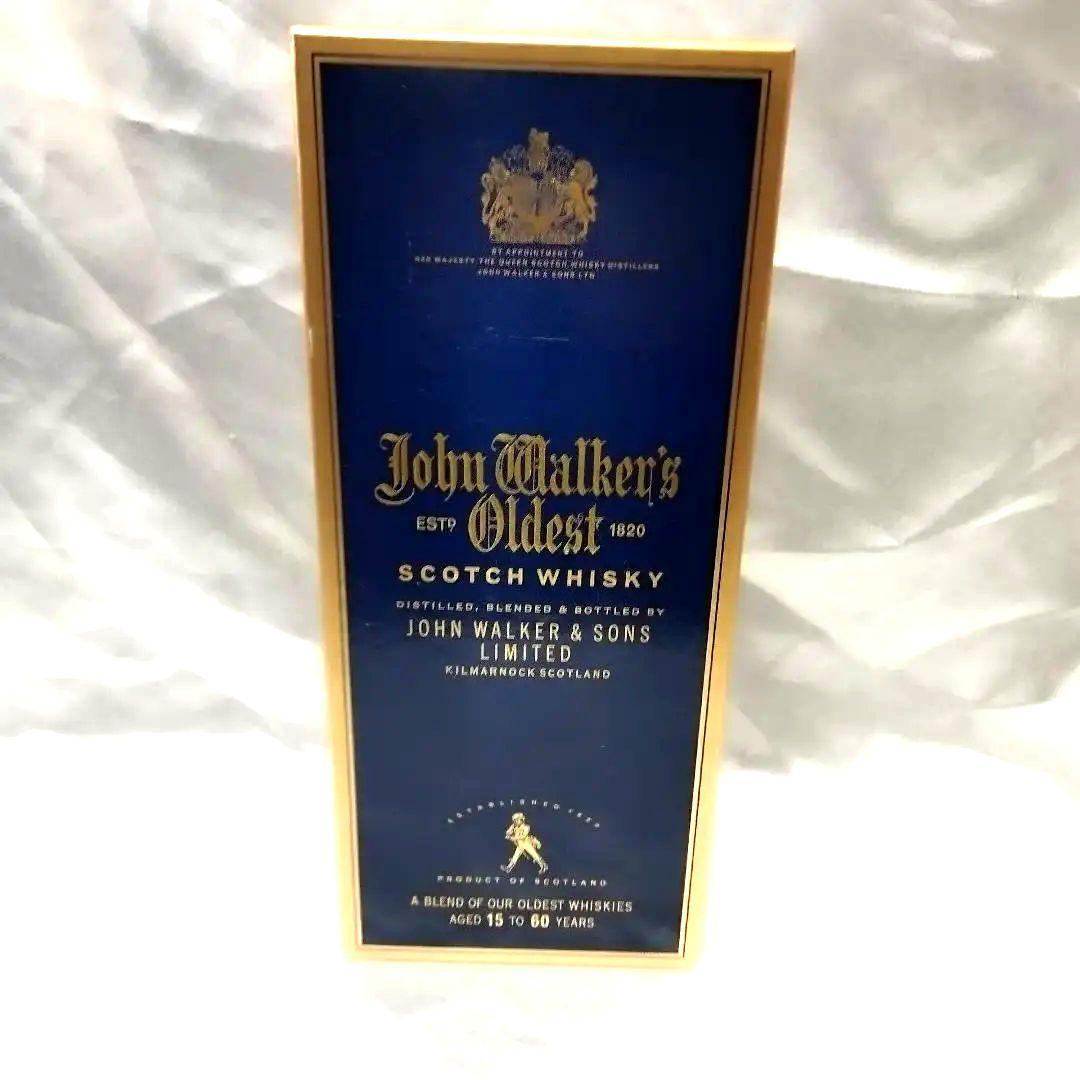 BY APPOINTMENT TO
HER MAJESTY THE QUEEN SCOTCH WHISKY DISTILLERS
JOHN WALKER & SONS LTD
John Walker's
ESTD Oldest 1820
SCOTCH WHISKY
DISTILLED, BLENDED & BOTTLED BY
JOHN WALKER & SONS
LIMITED
KILMARNOCK SCOTLAND
ESTABLISHED 1820
PRODUCT OF SCOTLAND
A BLEND OF OUR OLDEST WHISKIES
AGED 15 TO 60 YEARS